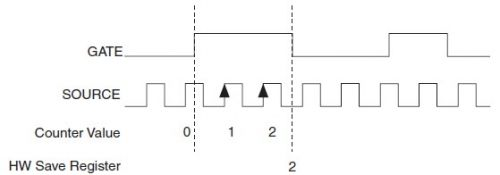 GATE
SOURCE
Counter Value 0 1 2
HW Save Register 2